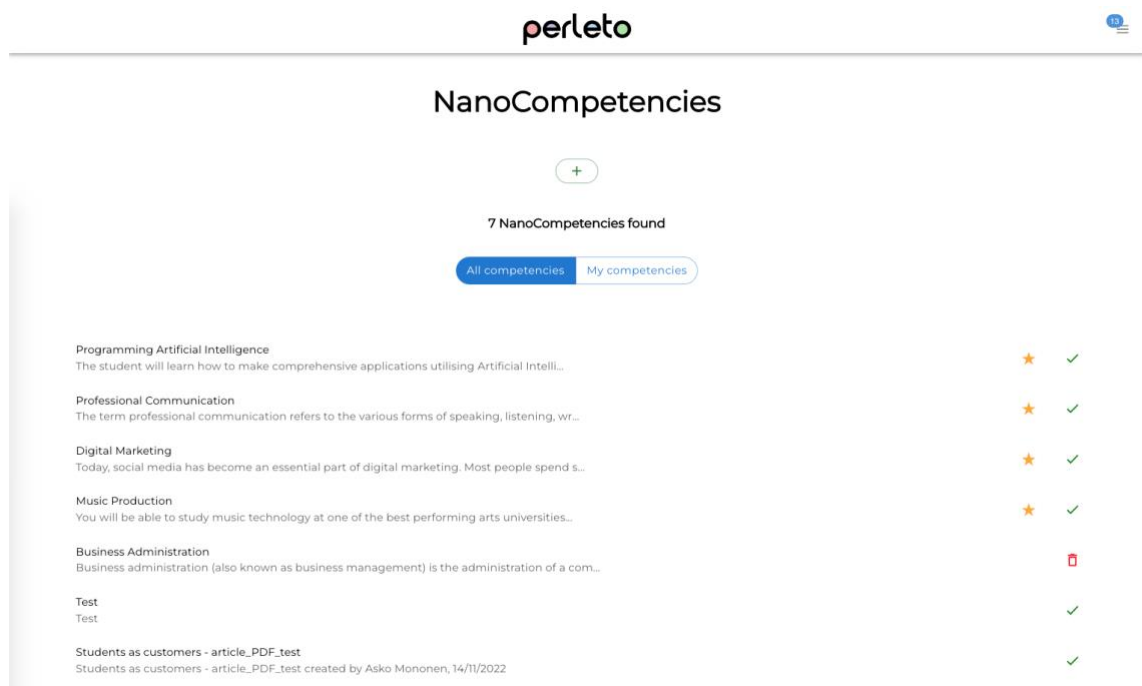 perleto
13
NanoCompetencies
+
7 NanoCompetencies found
All competencies My competencies
Programming Artificial Intelligence
The student will learn how to make comprehensive applications utilising Artificial Intelli...
Professional Communication
The term professional communication refers to the various forms of speaking, listening, wr...
Digital Marketing
Today, social media has become an essential part of digital marketing. Most people spend s...
Music Production
You will be able to study music technology at one of the best performing arts universities...
Business Administration
Business administration (also known as business management) is the administration of a com...
Test
Test
Students as customers - article_PDF_test
Students as customers - article_PDF_test created by Asko Mononen, 14/11/2022